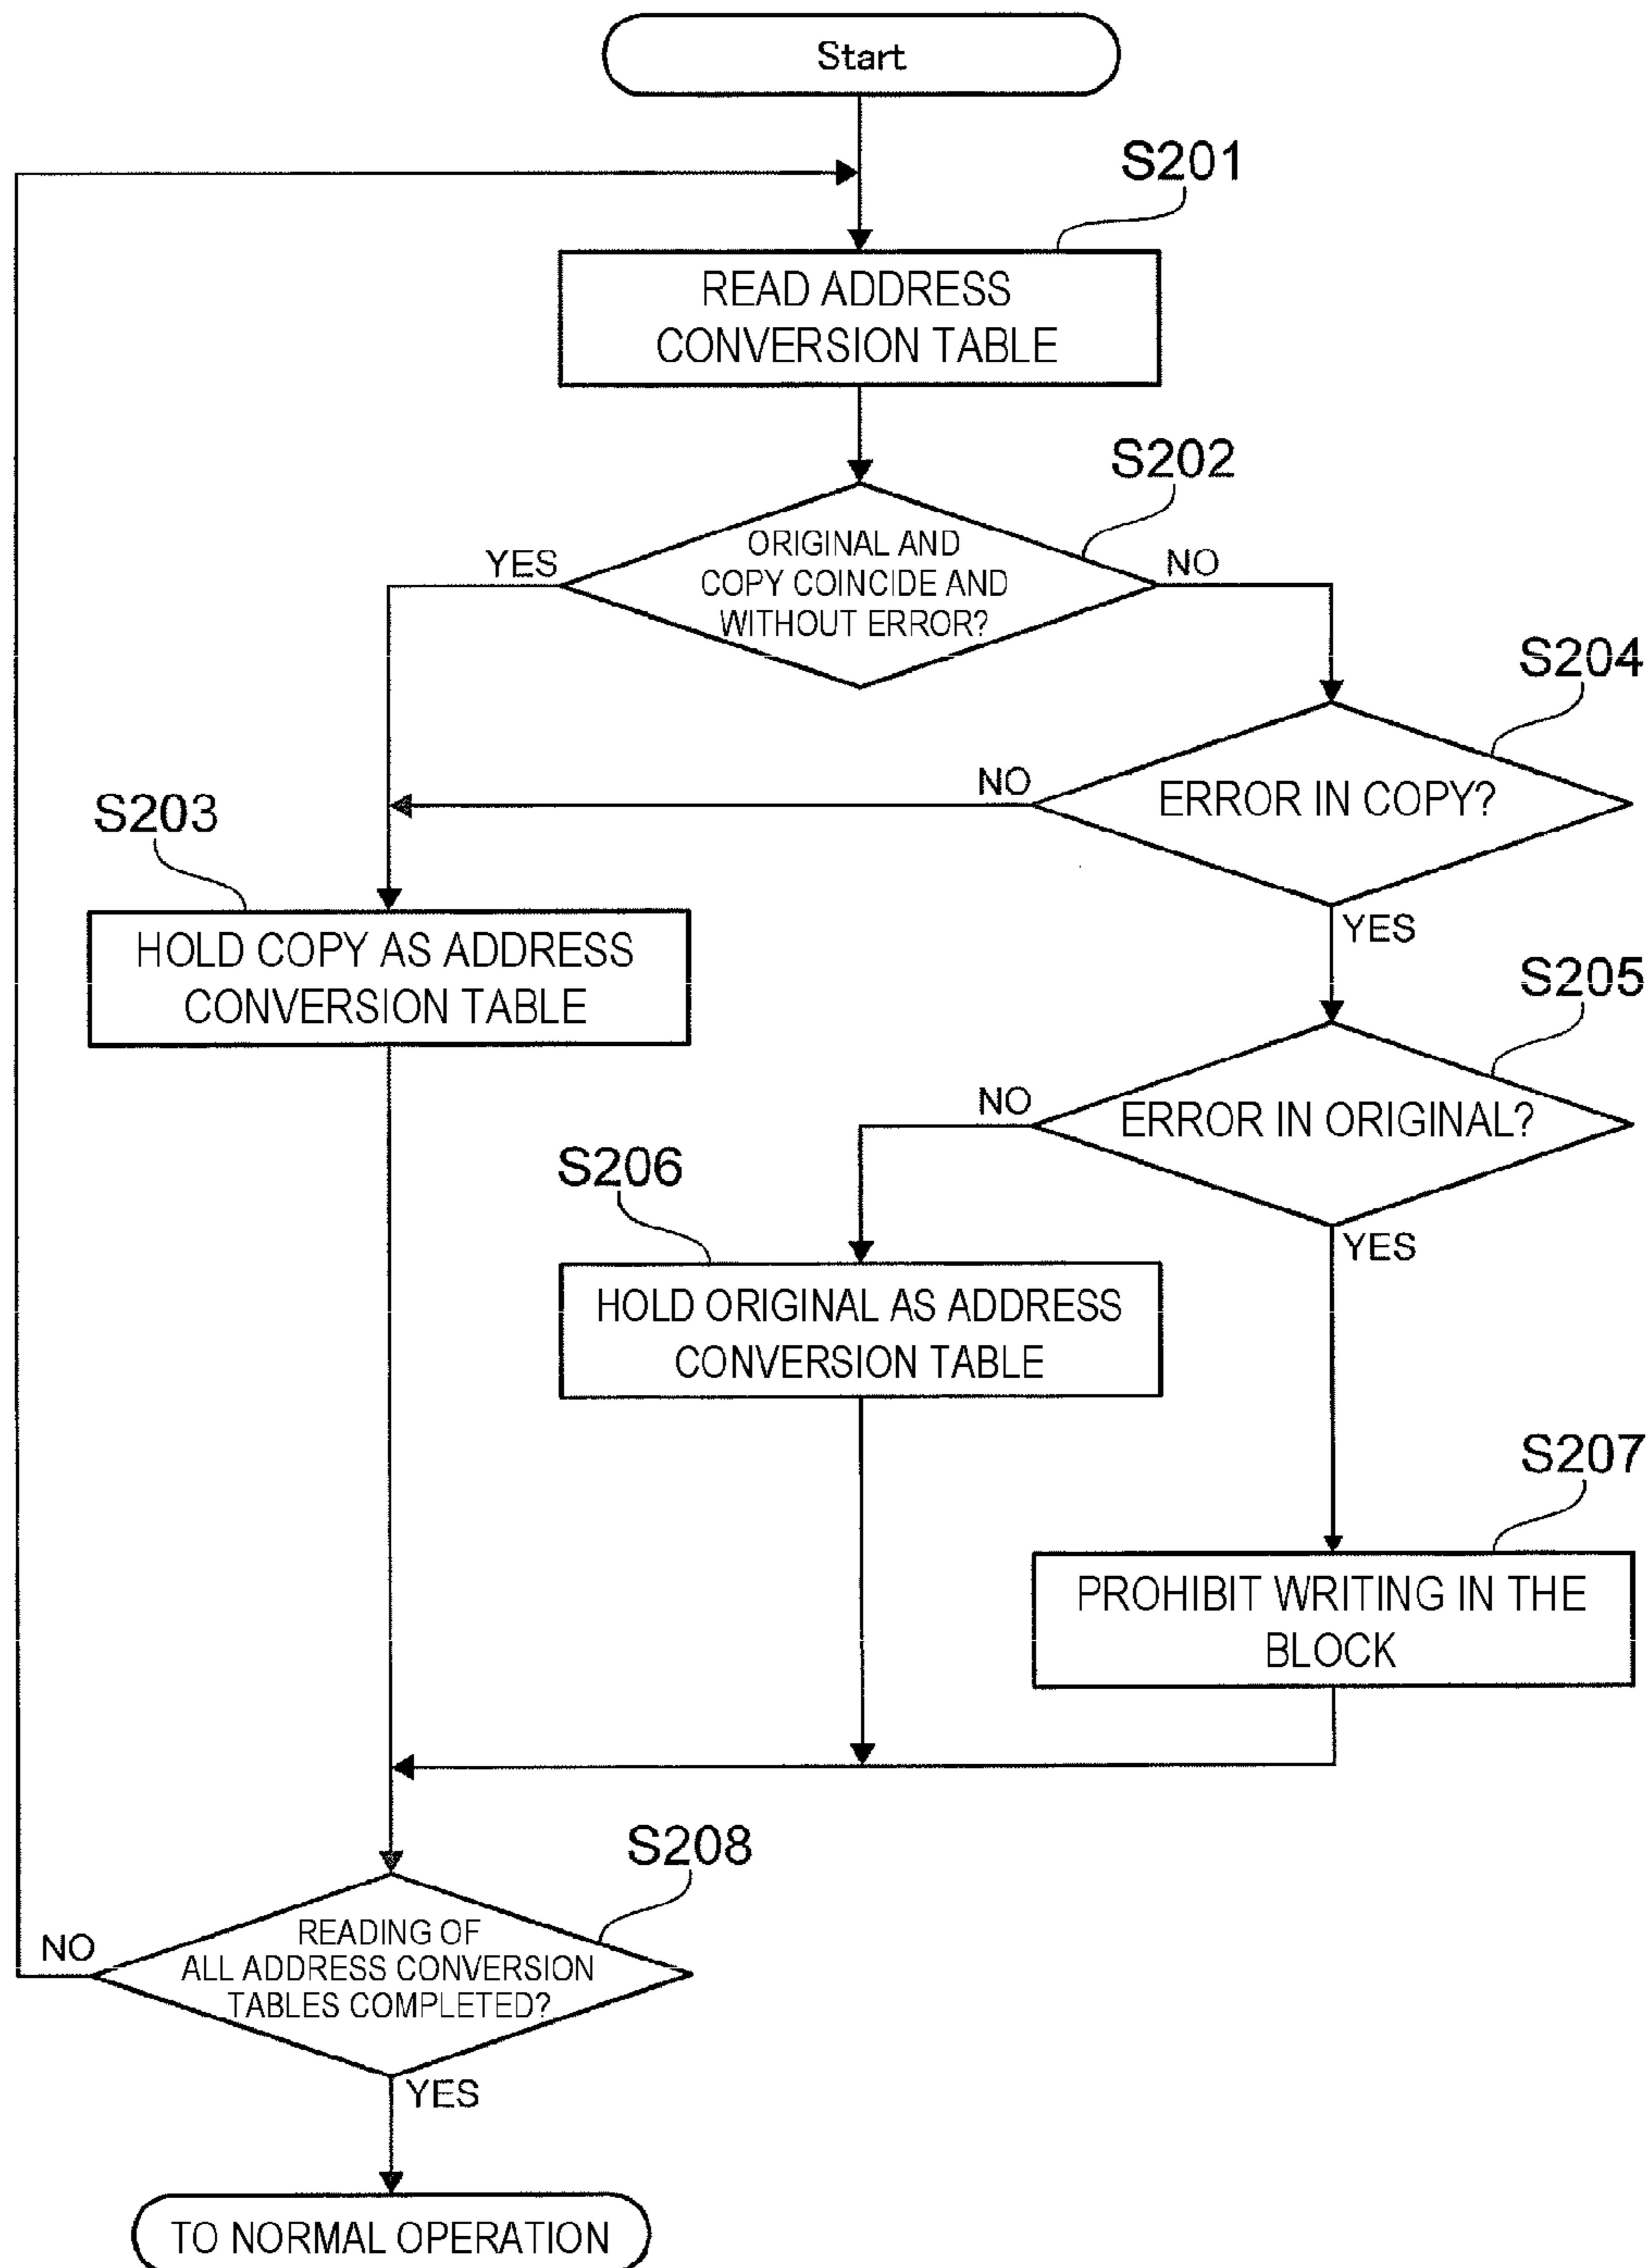 Start
S201
READ ADDRESS
CONVERSION TABLE
S202
ORIGINAL AND
COPY COINCIDE AND
WITHOUT ERROR?
YES
NO
S204
ERROR IN COPY?
NO
YES
S203
HOLD COPY AS ADDRESS
CONVERSION TABLE
S205
ERROR IN ORIGINAL?
NO
YES
S206
HOLD ORIGINAL AS ADDRESS
CONVERSION TABLE
S207
PROHIBIT WRITING IN THE
BLOCK
S208
READING OF
ALL ADDRESS CONVERSION
TABLES COMPLETED?
NO
YES
TO NORMAL OPERATION